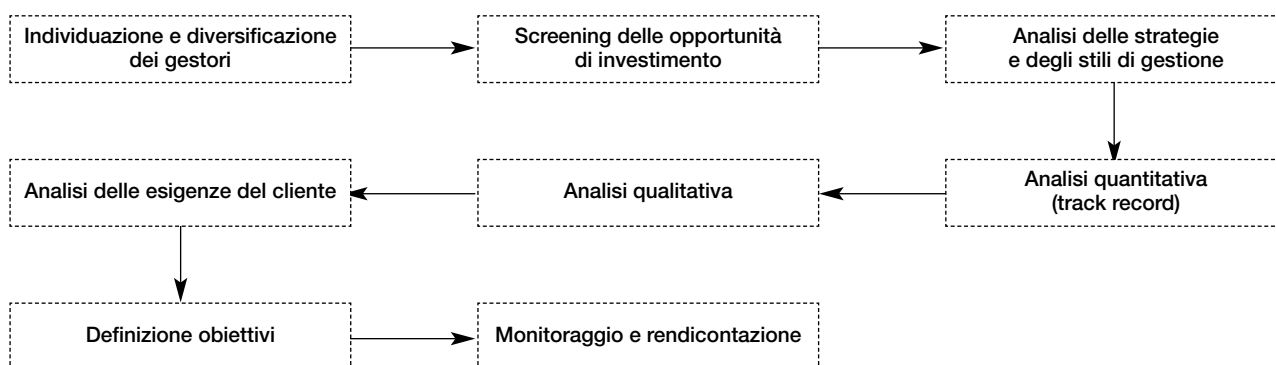 Individuazione e diversificazione
dei gestori
Screening delle opportunità
di investimento
Analisi delle strategie
e degli stili di gestione
Analisi quantitativa
(track record)
Analisi qualitativa
Analisi delle esigenze del cliente
Definizione obiettivi
Monitoraggio e rendicontazione